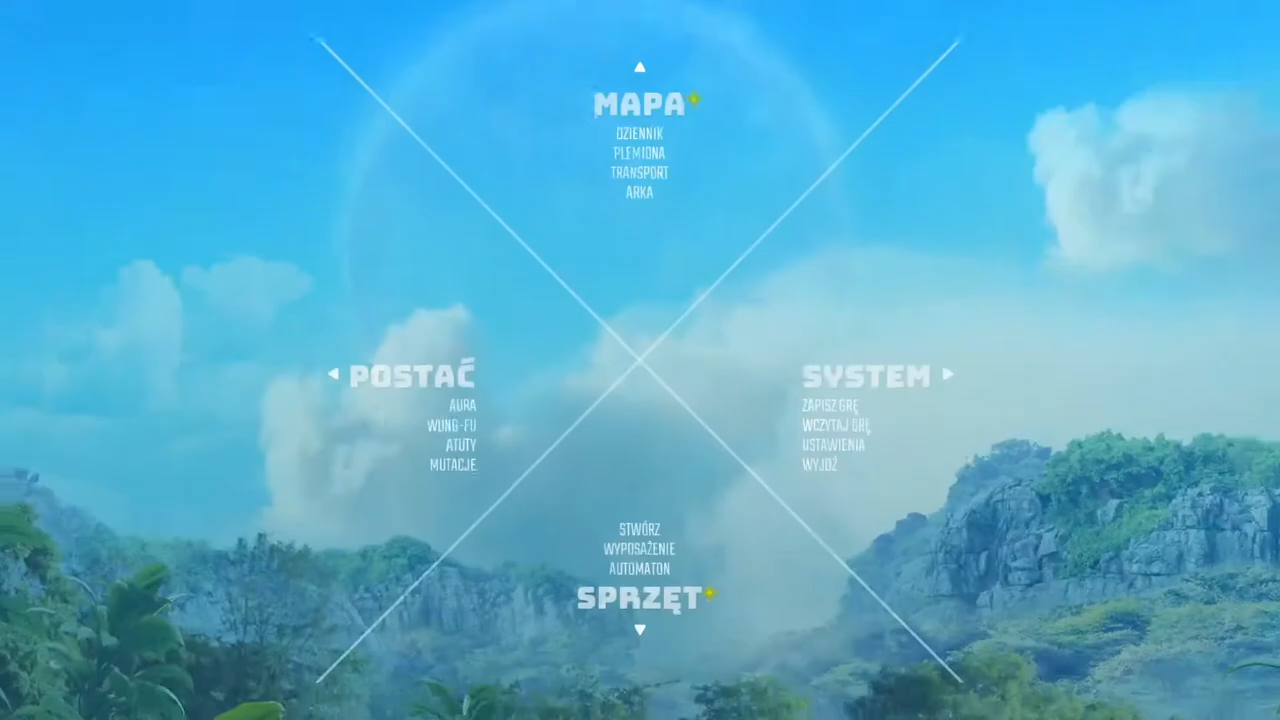 MAPA
DZIENNIK
PLEMIONA
TRANSPORT
ARKA
POSTAĆ
AURA
WUNG-FU
ATUTY
MUTACJE
SYSTEM
ZAPISZ GRĘ
WCZYTAJ GRĘ
USTAWIENIA
WYJDŹ
STWÓRZ
WYPOSAŻENIE
AUTOMATON
SPRZĘT